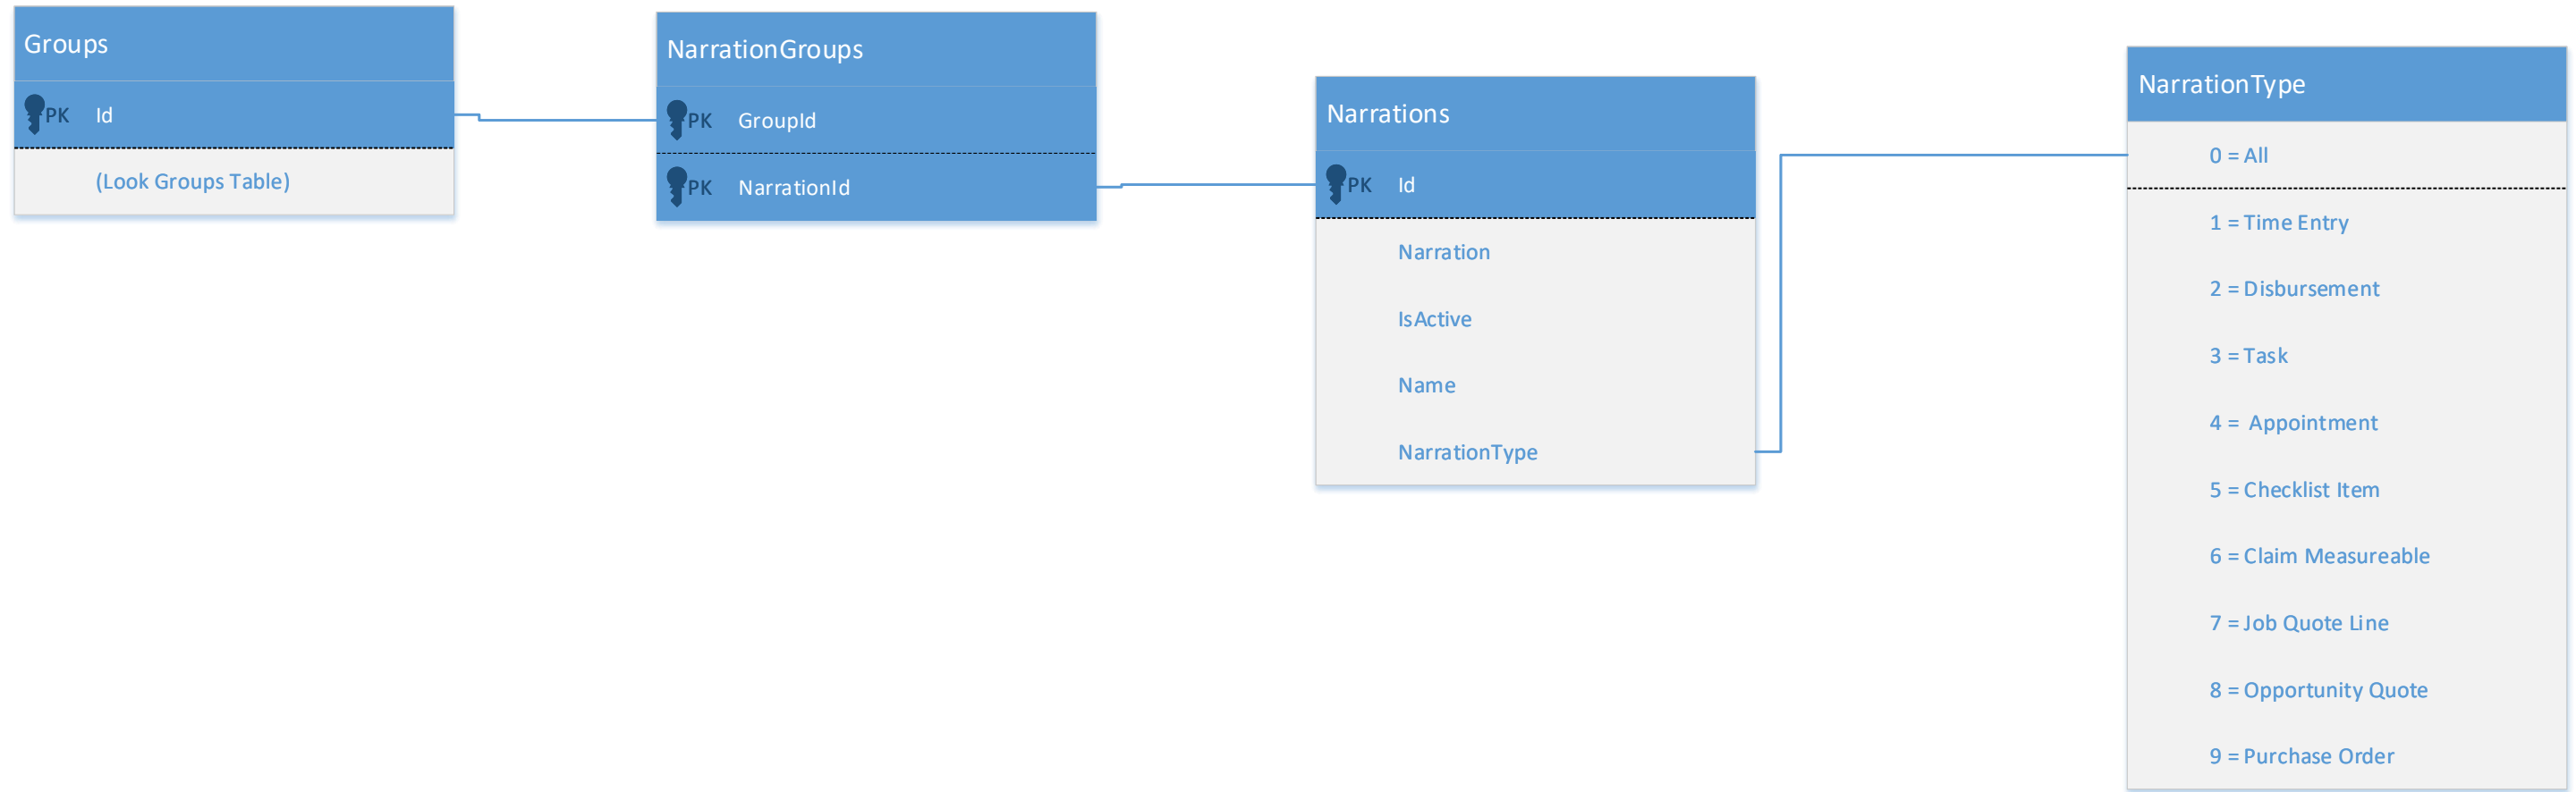 Groups
PK Id
(Look Groups Table)
NarrationGroups
PK GroupId
PK NarrationId
Narrations
PK Id
Narration
IsActive
Name
NarrationType
NarrationType
0 = All
1 = Time Entry
2 = Disbursement
3 = Task
4 = Appointment
5 = Checklist Item
6 = Claim Measureable
7 = Job Quote Line
8 = Opportunity Quote
9 = Purchase Order